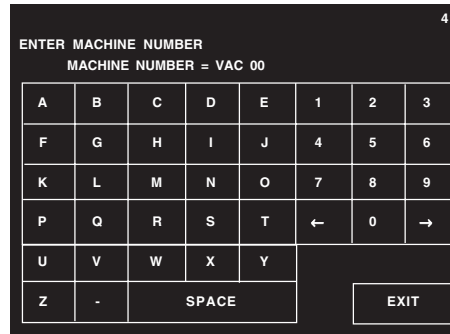 4
ENTER MACHINE NUMBER
MACHINE NUMBER = VAC 00
A B C D E 1 2 3
F G H I J 4 5 6
K L M N O 7 8 9
P Q R S T ← 0 →
U V W X Y
Z - SPACE EXIT